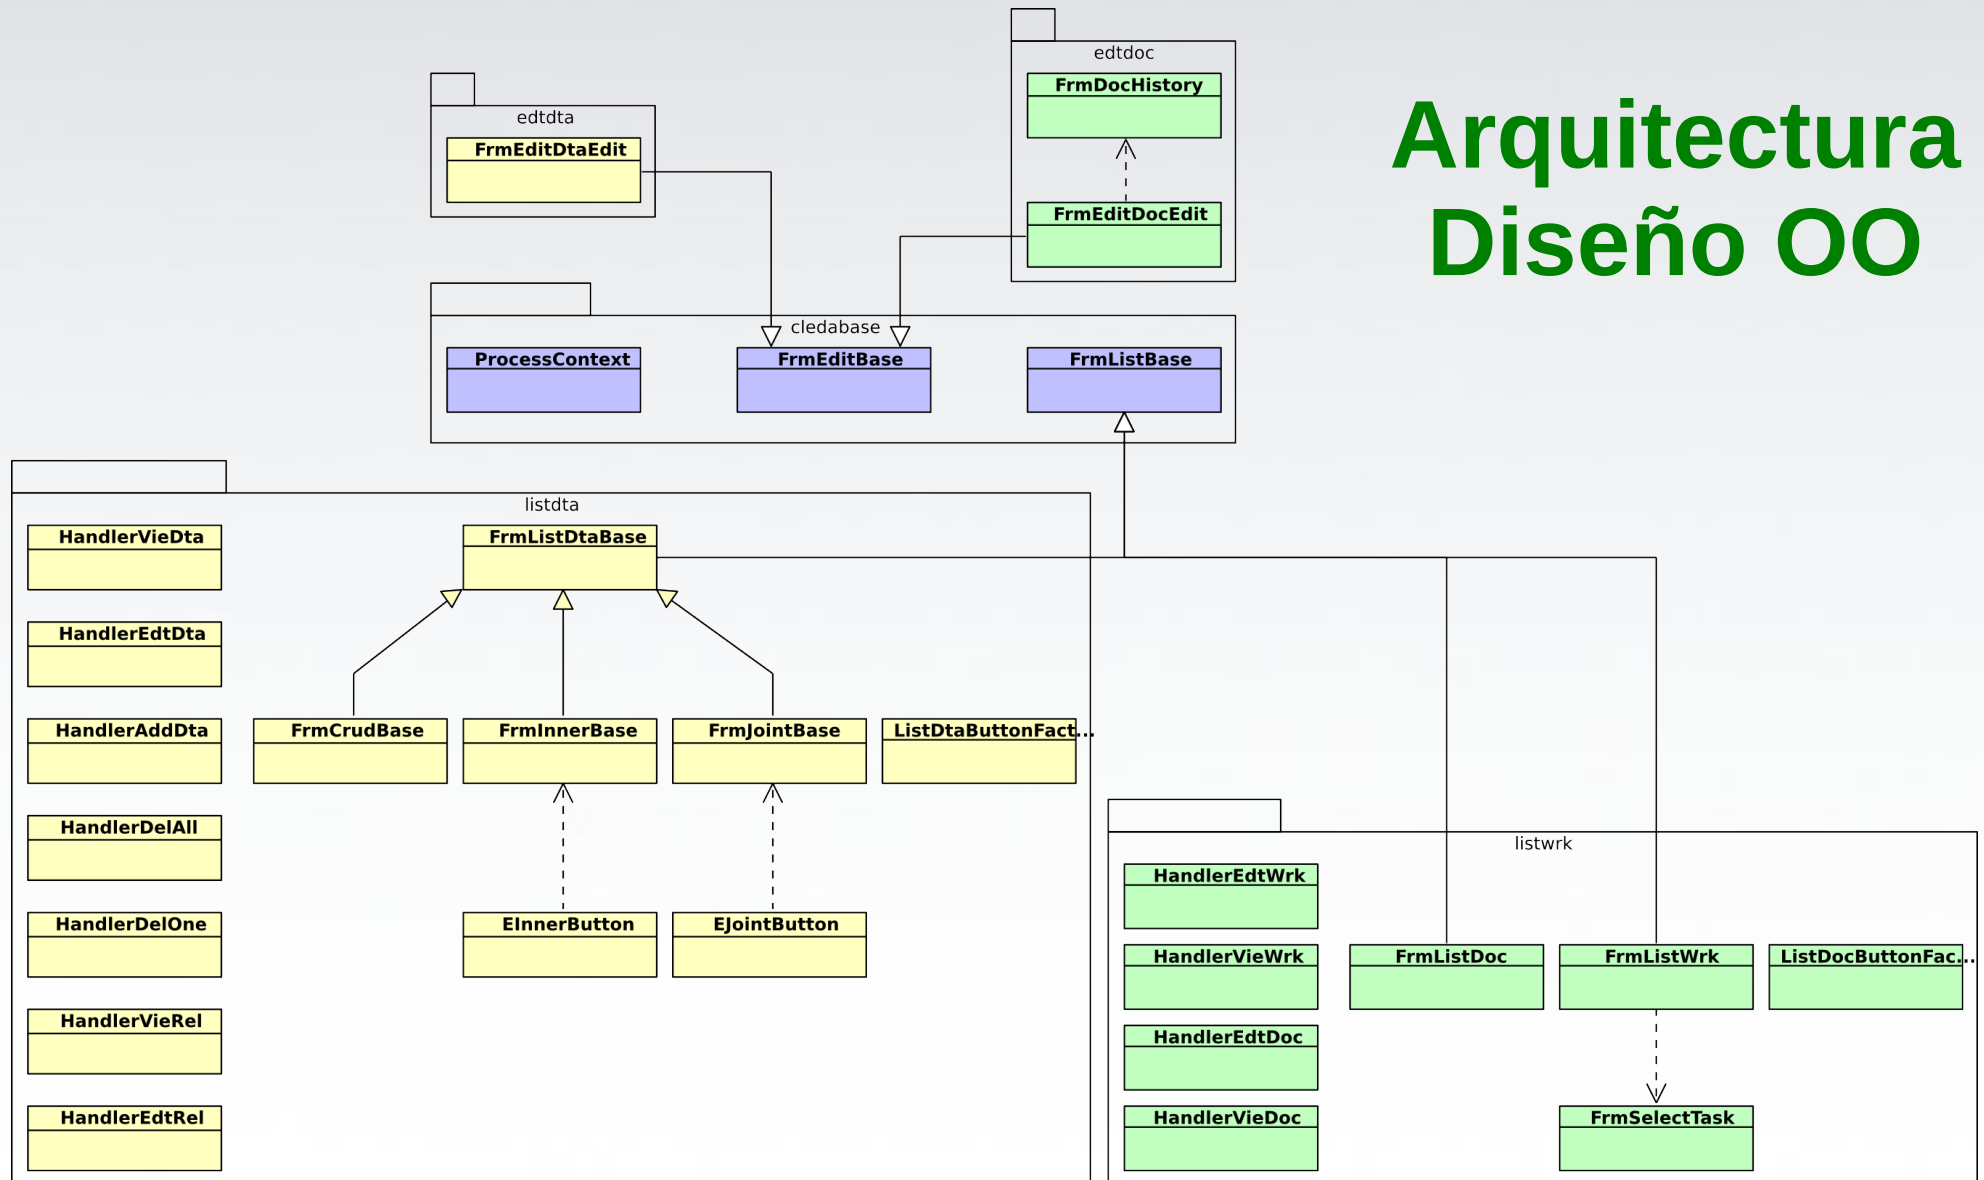 edtdoc
FrmDocHistory
edtdta
FrmEditDtaEdit
FrmEditDocEdit
Arquitectura
Diseño OO
cledabase
ProcessContext
FrmEditBase
FrmListBase
listdta
HandlerVieDta
FrmListDtaBase
HandlerEdtDta
HandlerAddDta
FrmCrudBase
FrmInnerBase
FrmJointBase
ListDtaButtonFact...
HandlerDelAll
HandlerDelOne
EInnerButton
EJointButton
HandlerVieRel
HandlerEdtRel
listwrk
HandlerEdtWrk
HandlerVieWrk
FrmListDoc
FrmListWrk
ListDocButtonFac...
HandlerEdtDoc
HandlerVieDoc
FrmSelectTask